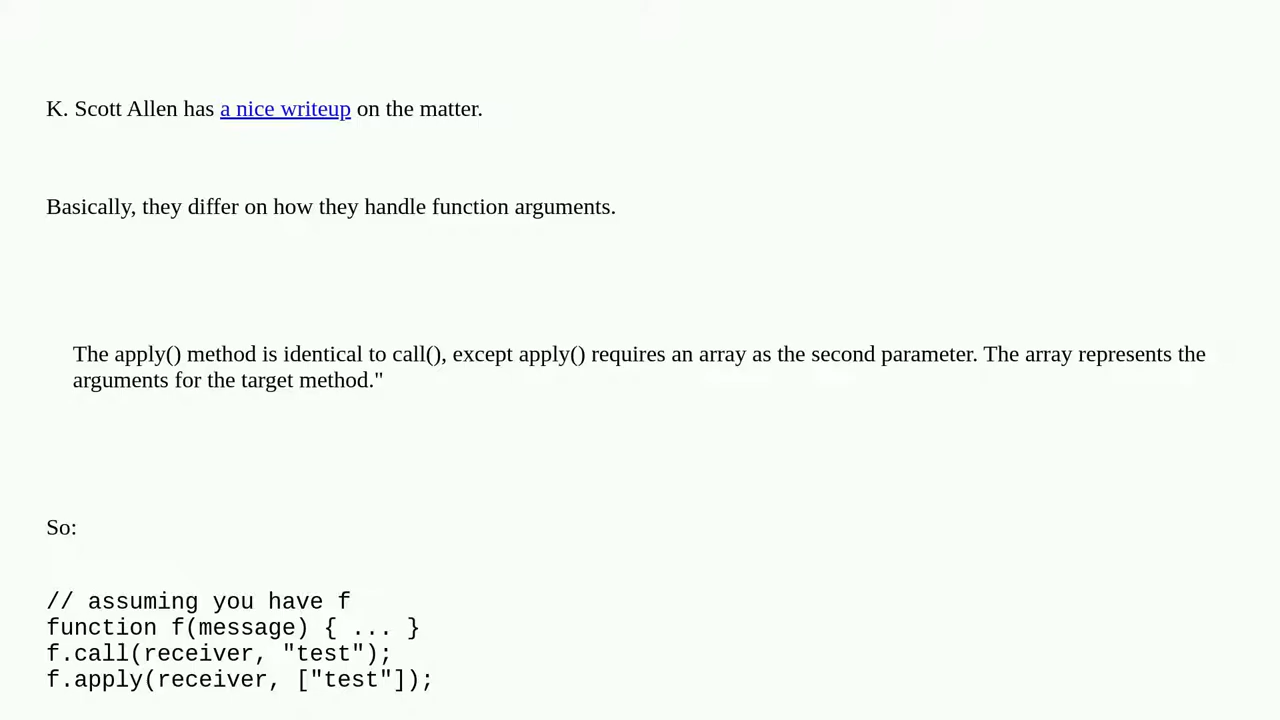 K. Scott Allen has a nice writeup on the matter.
Basically, they differ on how they handle function arguments.
The apply() method is identical to call(), except apply() requires an array as the second parameter. The array represents the
arguments for the target method."
So:
// assuming you have f
function f(message) { ... }
f.call(receiver, "test");
f.apply(receiver, ["test"]);